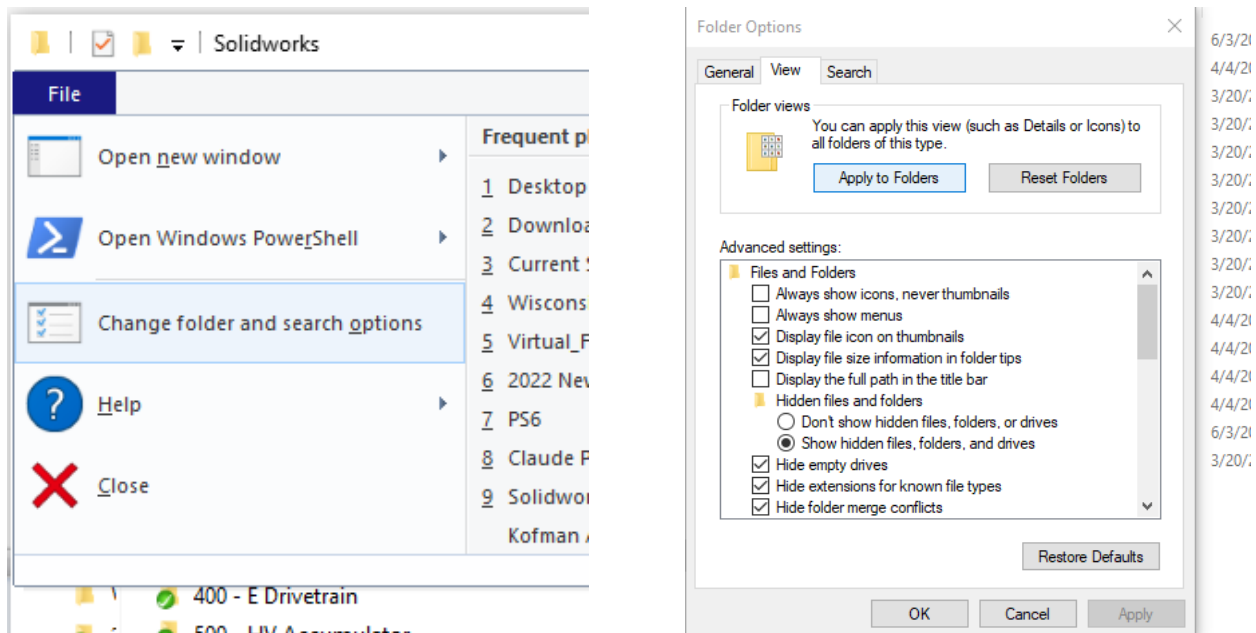 Solidworks
File
Open new window
Open Windows PowerShell
Change folder and search options
Help
Close
Frequent
1 Desktop
2
3 Current
4
5
6 2022
7 PS6
8 Claude
9
Kofman
400 - E Drivetrain
Folder Options
General View Search
Folder views
You can apply this view (such as Details or Icons) to
all folders of this type.
Apply to Folders Reset Folders
Advanced settings:
Files and Folders
Always show icons, never thumbnails
Always show menus
Display file icon on thumbnails
Display file size information in folder tips
Display the full path in the title bar
Hidden files and folders
Don't show hidden files, folders, or drives
Show hidden files, folders, and drives
Hide empty drives
Hide extensions for known file types
Hide folder merge conflicts
Restore Defaults
OK Cancel Apply